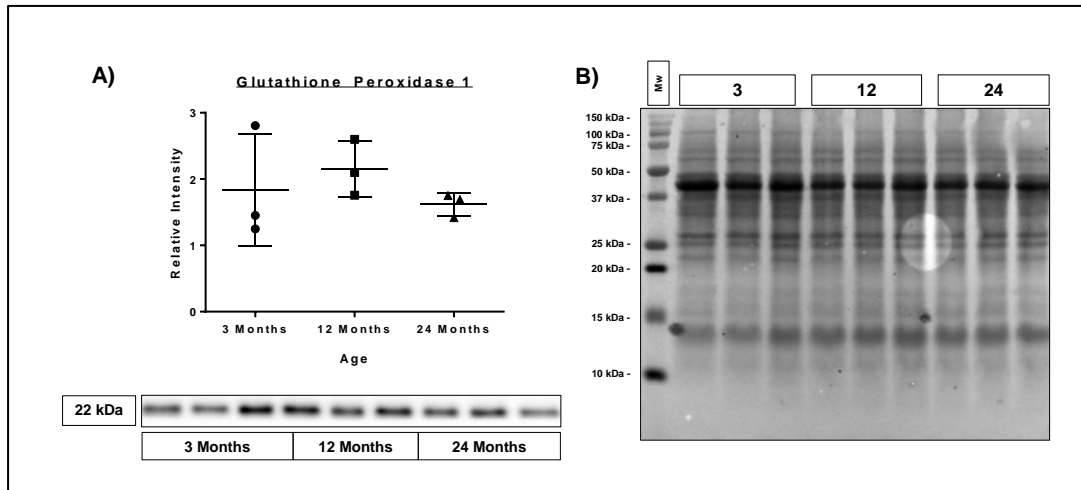 A)
Glutathione Peroxidase 1
3
2
1
0
Relative Intensity
3 Months
12 Months
24 Months
Age
22 kDa
3 Months
12 Months
24 Months
B)
Mw
3
12
24
150 kDa -
100 kDa -
75 kDa -
50 kDa -
37 kDa -
25 kDa -
20 kDa -
15 kDa -
10 kDa -